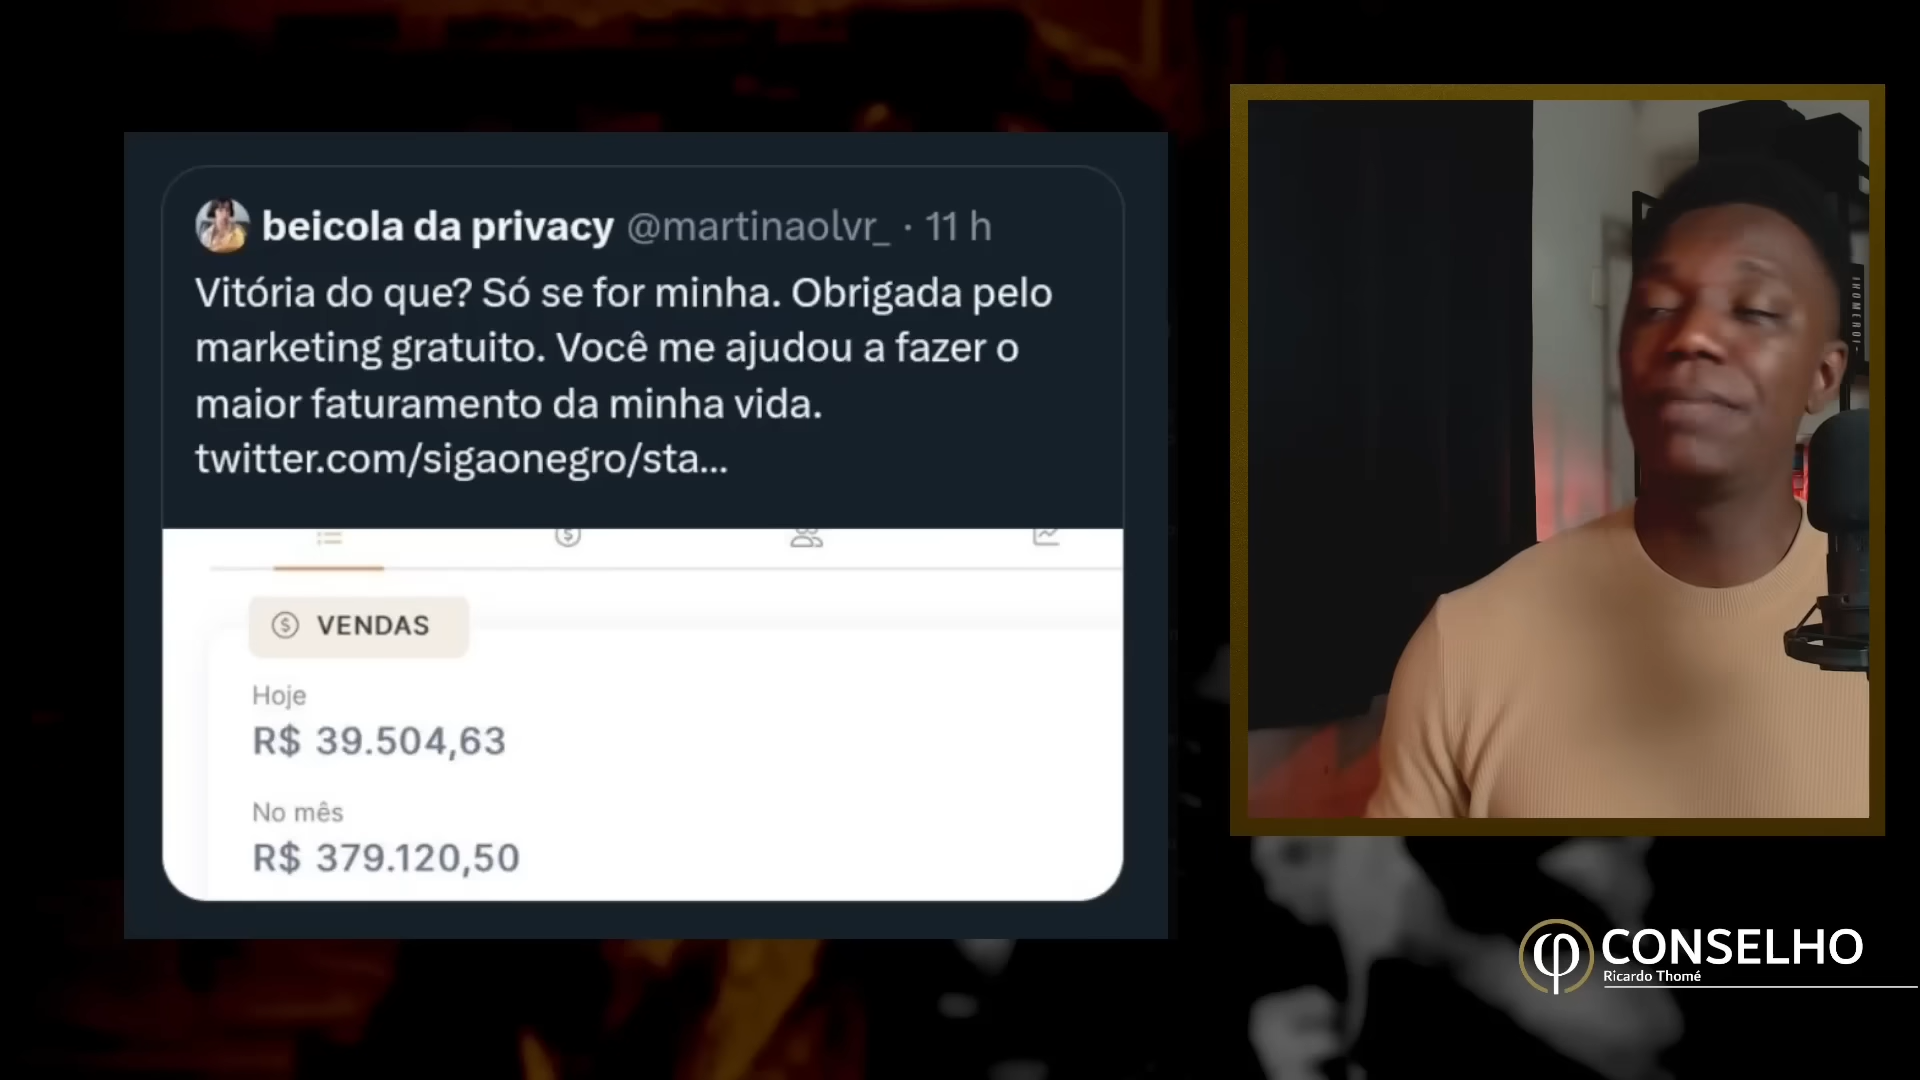 beicola da privacy @martinaolvr_ · 11 h
Vitória do que? Só se for minha. Obrigada pelo
marketing gratuito. Você me ajudou a fazer o
maior faturamento da minha vida.
twitter.com/sigaonegro/sta...
VENDAS
Hoje
R$ 39.504,63
No mês
R$ 379.120,50
CONSELHO
Ricardo Thomé